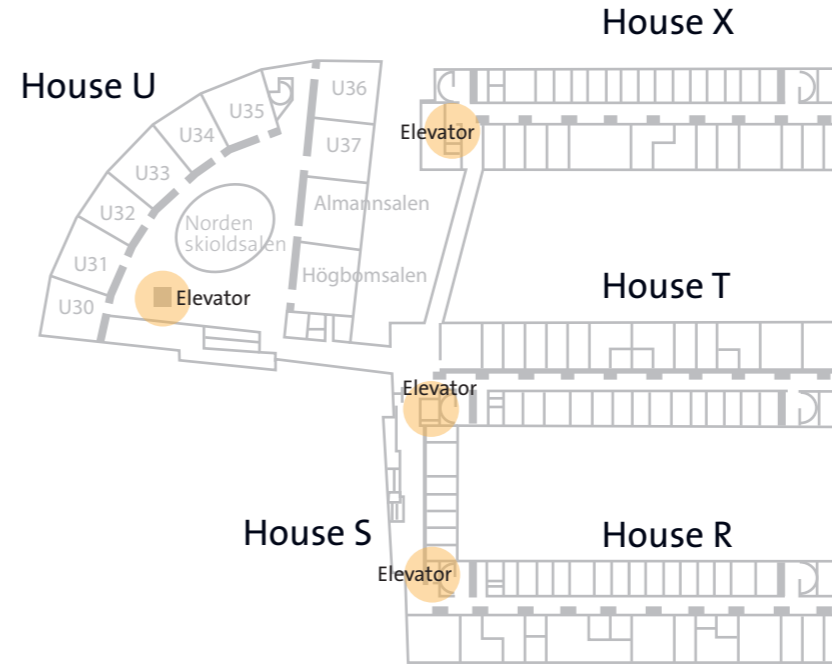 House X
House U
U36
U35
Elevator
U34
U37
U33
Almannsalen
U32
Norden
skioldsalen
U31
Högbomsalen
House T
Elevator
U30
Elevator
House S
House R
Elevator